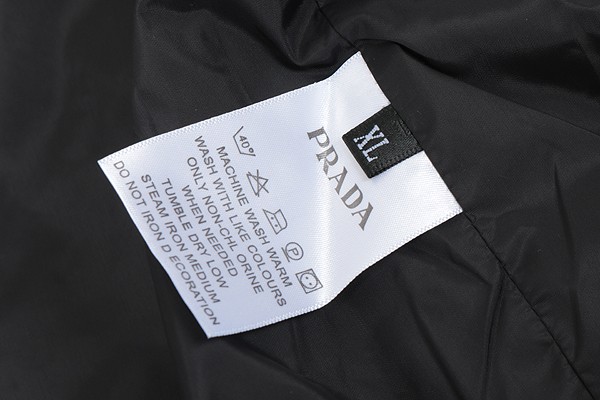 XL
PRADA
40°
P
MACHINE WASH WARM
WASH WITH LIKE COLOURS
ONLY NON-CHL ORINE
WHEN NEEDED
TUMBLE DRY LOW
STEAM IRON MEDIUM
DO NOT IRON D ECORATION